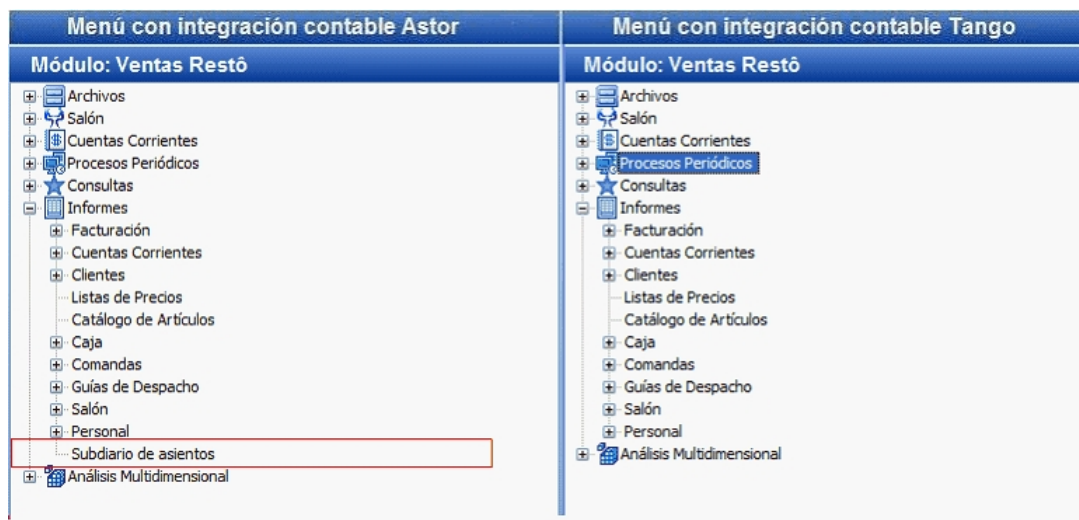 Menú con integración contable Astor
Módulo: Ventas Restô
Archivos
Salón
Cuentas Corrientes
Procesos Periódicos
Consultas
Informes
Facturación
Cuentas Corrientes
Clientes
Listas de Precios
Catálogo de Artículos
Caja
Comandas
Guías de Despacho
Salón
Personal
Subdiario de asientos
Análisis Multidimensional
Menú con integración contable Tango
Módulo: Ventas Restô
Archivos
Salón
Cuentas Corrientes
Procesos Periódicos
Consultas
Informes
Facturación
Cuentas Corrientes
Clientes
Listas de Precios
Catálogo de Artículos
Caja
Comandas
Guías de Despacho
Salón
Personal
Análisis Multidimensional